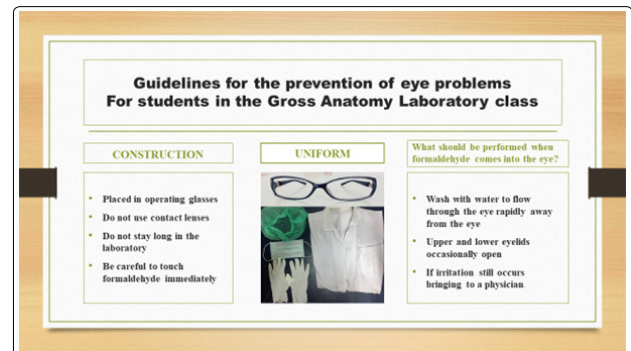 Guidelines for the prevention of eye problems
For students in the Gross Anatomy Laboratory class
CONSTRUCTION
• Placed in operating glasses
• Do not use contact lenses
• Do not stay long in the
laboratory
• Be careful to touch
formaldehyde immediately
UNIFORM
What should be performed when
formaldehyde comes into the eye?
• Wash with water to flow
through the eye rapidly away
from the eye
• Upper and lower eyelids
occasionally open
• If irritation still occurs
bringing to a physician.